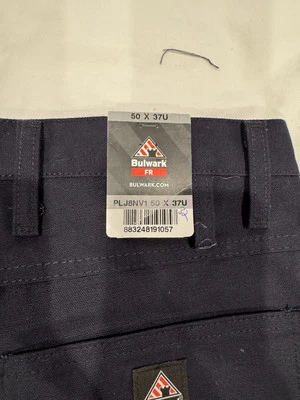 50 X 37U
Bulwark
FR
BULWARK.COM
PLJ8NV1 50 X 37U
883248191057